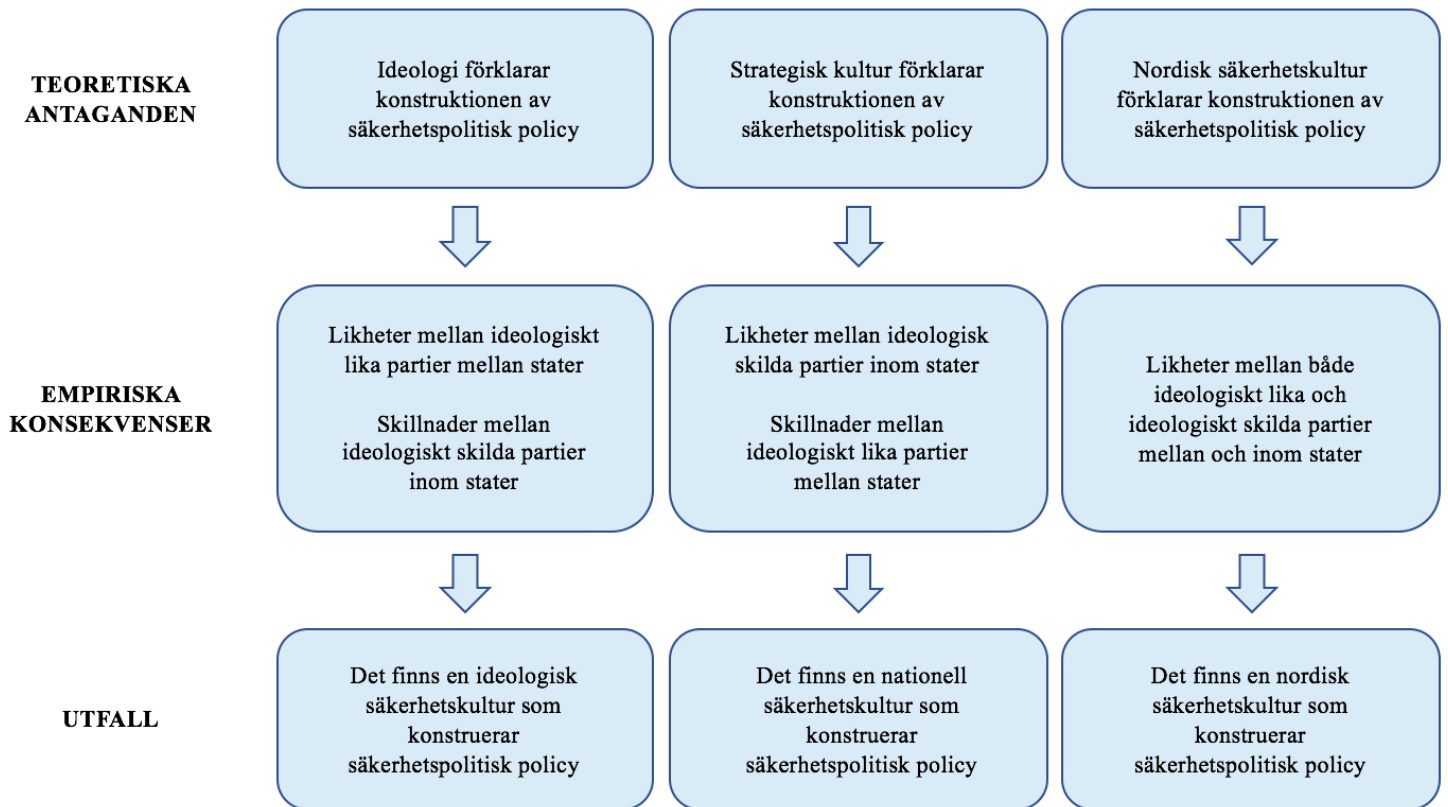 TEORETISKA
ANTAGANDEN
Ideologi förklarar
konstruktionen av
säkerhetspolitisk policy
Strategisk kultur förklarar
konstruktionen av
säkerhetspolitisk policy
Nordisk säkerhetskultur
förklarar konstruktionen av
säkerhetspolitisk policy
EMPIRISKA
KONSEKVENSER
Likheter mellan ideologiskt
lika partier mellan stater
Skillnader mellan
ideologiskt skilda partier
inom stater
Likheter mellan ideologisk
skilda partier inom stater
Skillnader mellan
ideologiskt lika partier
mellan stater
Likheter mellan både
ideologiskt lika och
ideologiskt skilda partier
mellan och inom stater
UTFALL
Det finns en ideologisk
säkerhetskultur som
konstruerar
säkerhetspolitisk policy
Det finns en nationell
säkerhetskultur som
konstruerar
säkerhetspolitisk policy
Det finns en nordisk
säkerhetskultur som
konstruerar
säkerhetspolitisk policy